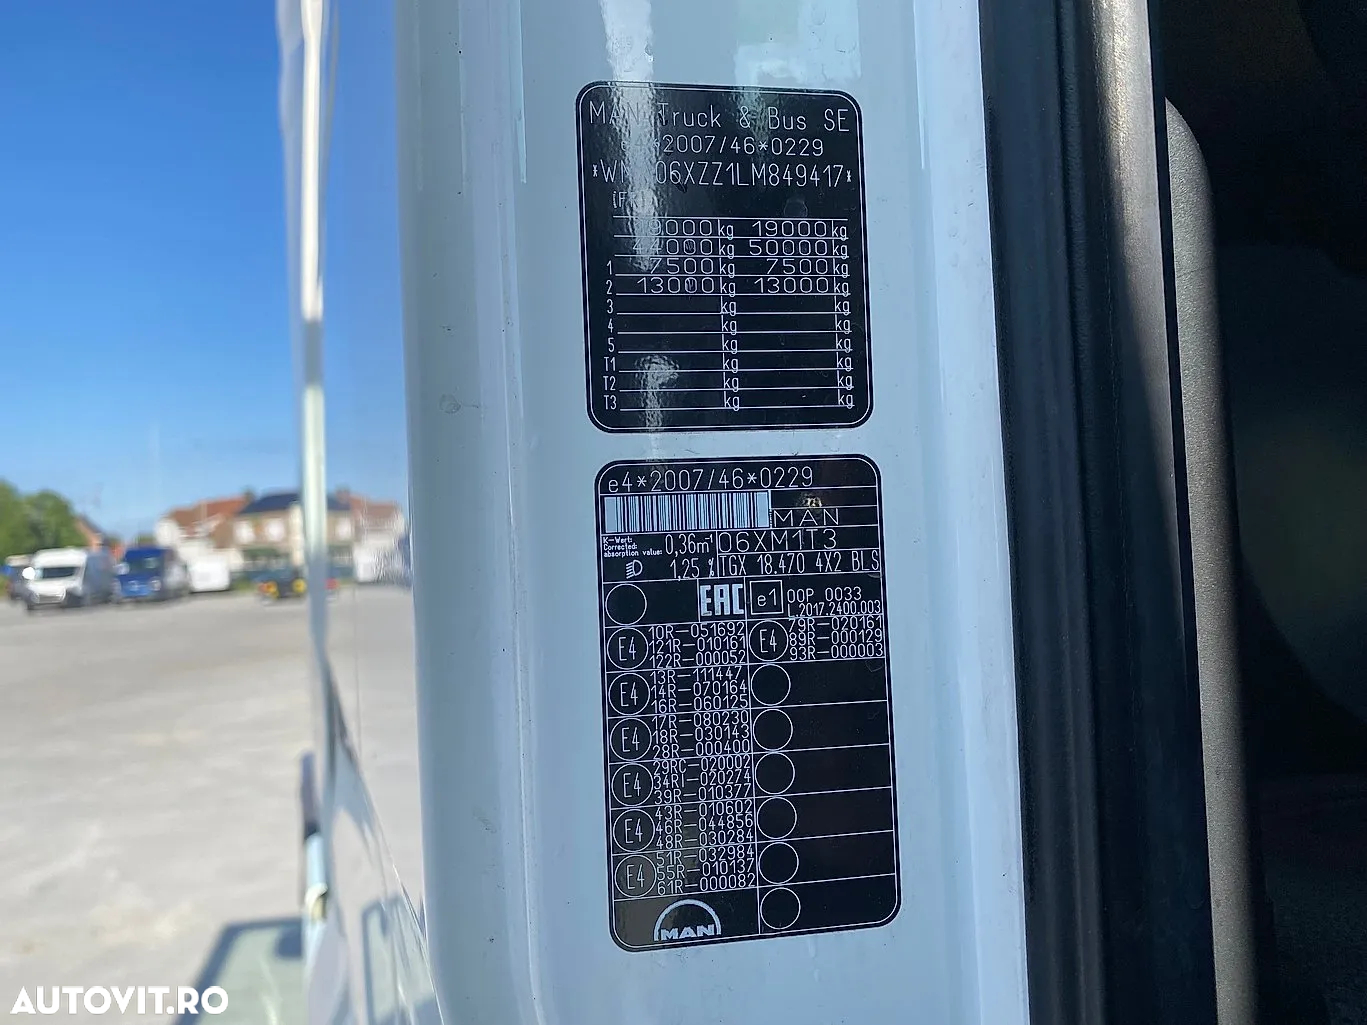 MAN Truck & Bus SE
e4*2007/46*0229
06XZZ1LM849417*
19000 kg 19000 kg
44000 kg 50000 kg
1 7500 kg 7500 kg
2 13000 kg 13000 kg
3 kg kg
4 kg kg
5 kg kg
T1 kg kg
T2 kg kg
T3 kg kg
e4*2007/46*0229
MAN
K-Wert:
Corrected
absorption value: 0,36m⁻¹ 06XM1T3
1,25 % TGX 18.470 4X2 BLS
EAC e1 00P 0033
L.2017.2400.003
E4 10R-051692
121R-010161
122R-000052
E4 79R-020161
89R-000129
93R-000003
E4 13R-111447
14R-070164
16R-060125
E4 17R-080230
18R-030143
28R-000400
E4 29RC-020002
34RI-020274
39R-010377
E4 43R-010602
46R-044856
48R-030284
E4 51R-032984
55R-010137
61R-000082
MAN
AUTOVIT.RO